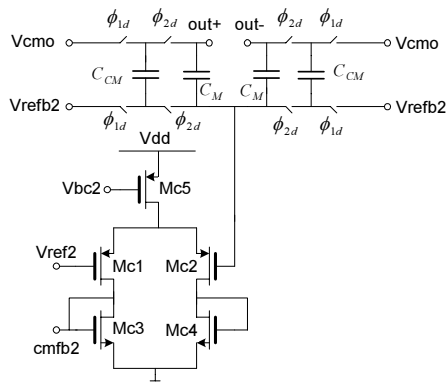 ϕ1d ϕ2d out+ out- ϕ2d ϕ1d
Vcmo Vcmo
CCM CM CM CCM
Vrefb2 Vrefb2
ϕ1d ϕ2d ϕ2d ϕ1d
Vdd
Vbc2 Mc5
Vref2 Mc1 Mc2
cmfb2 Mc3 Mc4